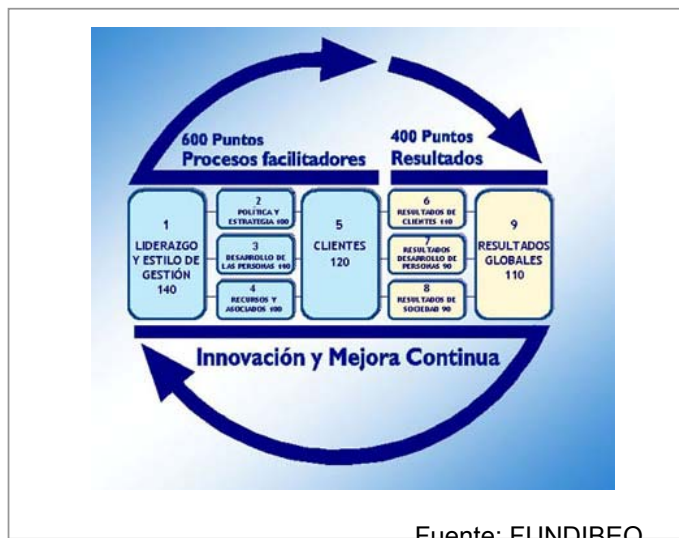 600 Puntos
Procesos facilitadores
400 Puntos
Resultados
1
LIDERAZGO
Y ESTILO DE
GESTIÓN
140
2
POLÍTICA Y
ESTRATEGIA 100
3
DESARROLLO DE
LAS PERSONAS 140
4
RECURSOS Y
ASOCIADOS 100
5
CLIENTES
120
6
RESULTADOS DE
CLIENTES 110
7
RESULTADOS
DESARROLLO DE
PERSONAS 90
8
RESULTADOS DE
SOCIEDAD 90
9
RESULTADOS
GLOBALES
110
Innovación y Mejora Continua
Fuente: FUNDIBEQ